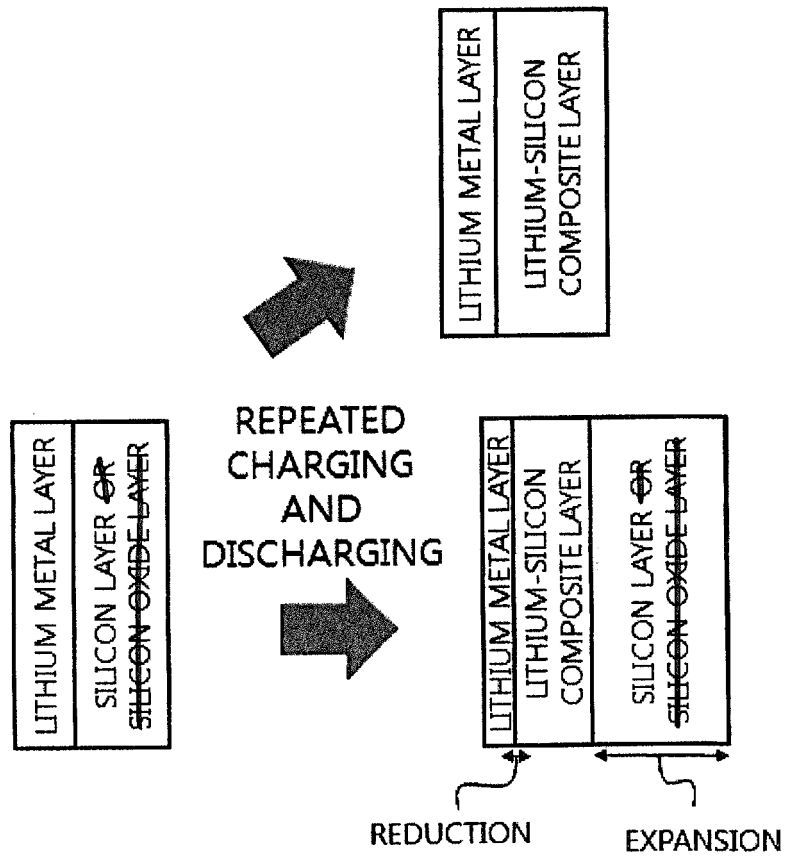 LITHIUM METAL LAYER
SILICON LAYER OR
SILICON OXIDE LAYER
REPEATED
CHARGING
AND
DISCHARGING
LITHIUM METAL LAYER
LITHIUM-SILICON
COMPOSITE LAYER
LITHIUM METAL LAYER
LITHIUM-SILICON
COMPOSITE LAYER
SILICON LAYER OR
SILICON OXIDE LAYER
REDUCTION
EXPANSION